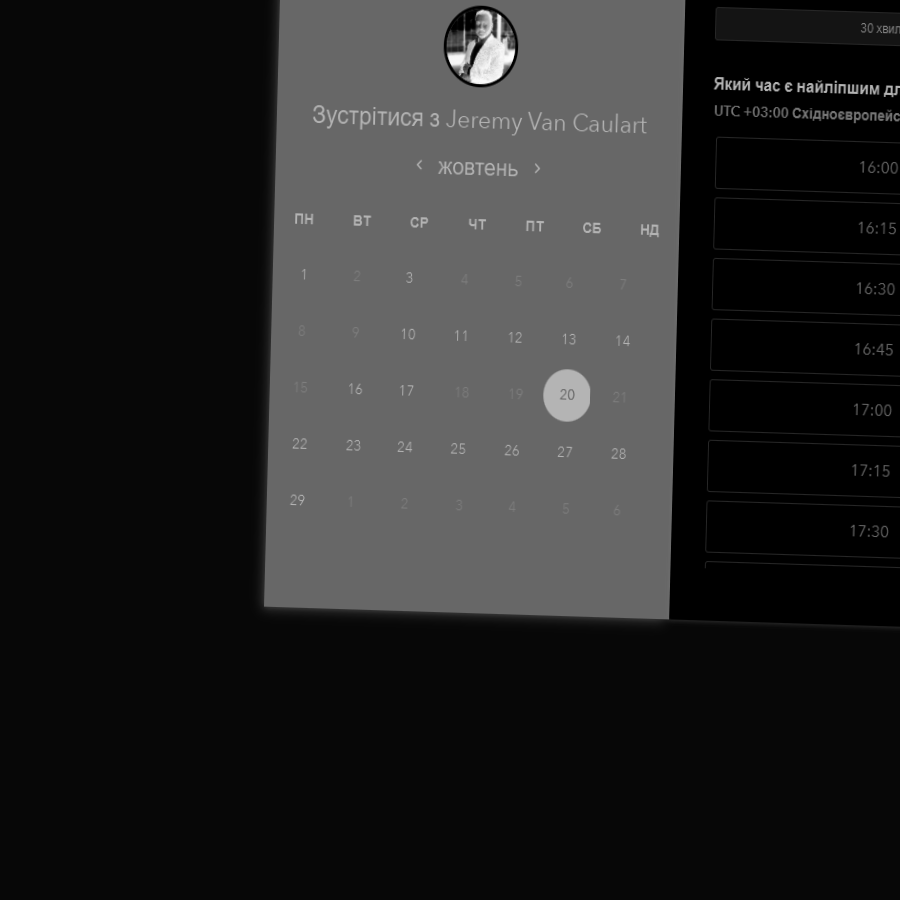 Зустрітися з Jeremy Van Caulart
‹ жовтень ›
ПН ВТ СР ЧТ ПТ СБ НД
1 2 3 4 5 6 7
8 9 10 11 12 13 14
15 16 17 18 19 20 21
22 23 24 25 26 27 28
29 1 2 3 4 5 6
30 хвил
Який час є найліпшим дл
UTC +03:00 Східноєвропейс
16:00
16:15
16:30
16:45
17:00
17:15
17:30